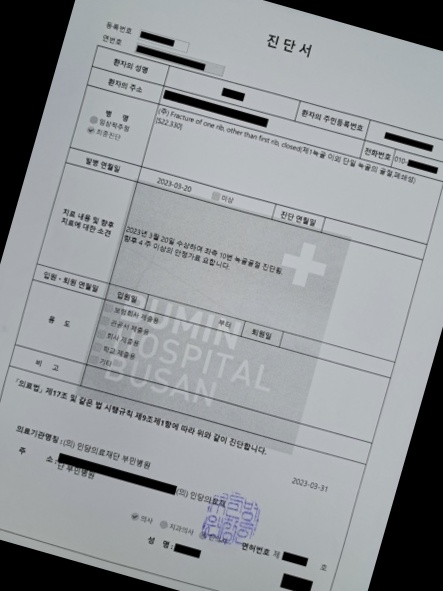 진단서
등록번호
연번호
환자의 성명
환자의 주민등록번호
환자의 주소
전화번호 010-
병 명
임상적추정
최종진단
(주) Fracture of one rib, other than first rib, closed(제1늑골 이외 단일 늑골의 골절,폐쇄성)
[S22.330]
발병 연월일
2023-03-20
미상
진단 연월일
치료 내용 및 향후
치료에 대한 소견
2023년 3월 20일 수상하여 좌측 10번 늑골골절 진단됨.
향후 4 주 이상의 안정가료 요합니다.
입원 - 퇴원 연월일
입원일
부터
퇴원일
용 도
보험회사 제출용
관공서 제출용
회사 제출용
학교 제출용
기타
BUMIN
HOSPITAL
BUSAN
비 고
「의료법」 제17조 및 같은 법 시행규칙 제9조제1항에 따라 위와 같이 진단합니다.
2023-03-31
의료기관명칭 : (의) 인당의료재단 부민병원
주 소 :
(의) 인당의료재
단 부민병원
의사
치과의사
한의사
성 명 :
면허번호 제
호